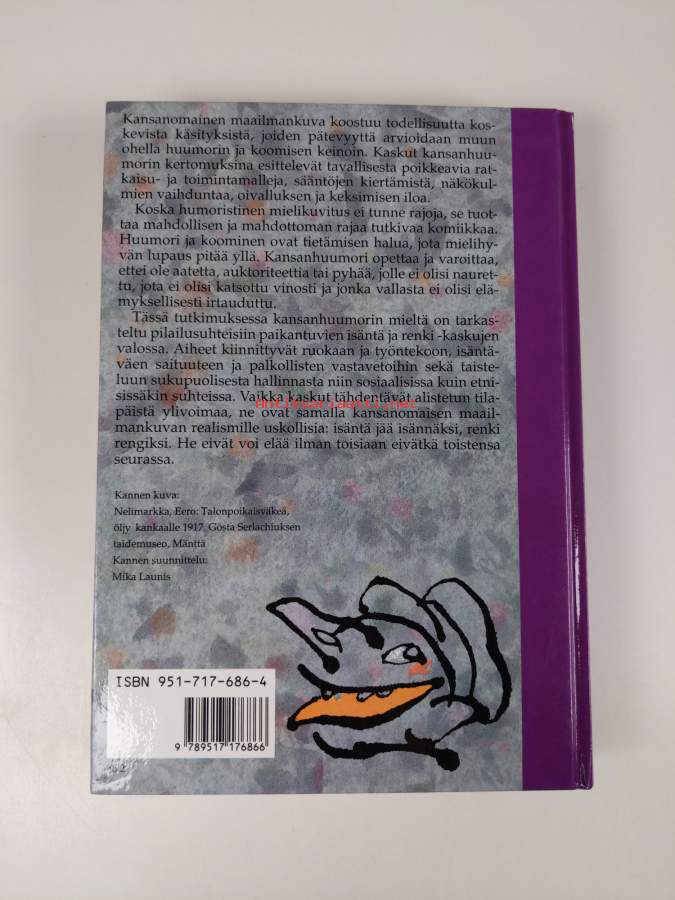 Kansanomainen maailmankuva koostuu todellisuutta kos-
kevista käsityksistä, joiden pätevyyttä arvioidaan muun
ohella huumorin ja koomisen keinoin. Kaskut kansanhuu-
morin kertomuksina esittelevät tavallisesta poikkeavia rat-
kaisu- ja toimintamalleja, sääntöjen kiertämistä, näkökul-
mien vaihduntaa, oivalluksen ja keksimisen iloa.
Koska humoristinen mielikuvitus ei tunne rajoja, se tuot-
taa mahdollisen ja mahdottoman rajaa tutkivaa komiikkaa.
Huumori ja koominen ovat tietämisen halua, jota mielihy-
vän lupaus pitää yllä. Kansanhuumori opettaa ja varoittaa,
ettei ole aatetta, auktoriteettia tai pyhää, jolle ei olisi nauret-
tu, jota ei olisi katsottu vinosti ja jonka vallasta ei olisi elä-
myksellisesti irtauduttu.
Tässä tutkimuksessa kansanhuumorin mieltä on tarkas-
teltu pilailusuhteisiin paikantuvien isäntä ja renki -kaskujen
valossa. Aiheet kiinnittyvät ruokaan ja työntekoon, isäntä-
väen saituuteen ja palkollisten vastavetoihin sekä taiste-
luun sukupuolisesta hallinnasta niin sosiaalisissa kuin etni-
sissäkin suhteissa. Vaikka kaskut tähdentävät alistetun tila-
päistä ylivoimaa, ne ovat samalla kansanomaisen maail-
mankuvan realismille uskollisia: isäntä jää isännäksi, renki
rengiksi. He eivät voi elää ilman toisiaan eivätkä toistensa
seurassa.
Kannen kuva:
Nelimarkka, Eero: Talonpoikaisväkeä,
öljy kankaalle 1917, Gösta Serlachiuksen
taidemuseo, Mänttä
Kannen suunnittelu:
Mika Launis
ISBN 951-717-686-4
9 789517 176866